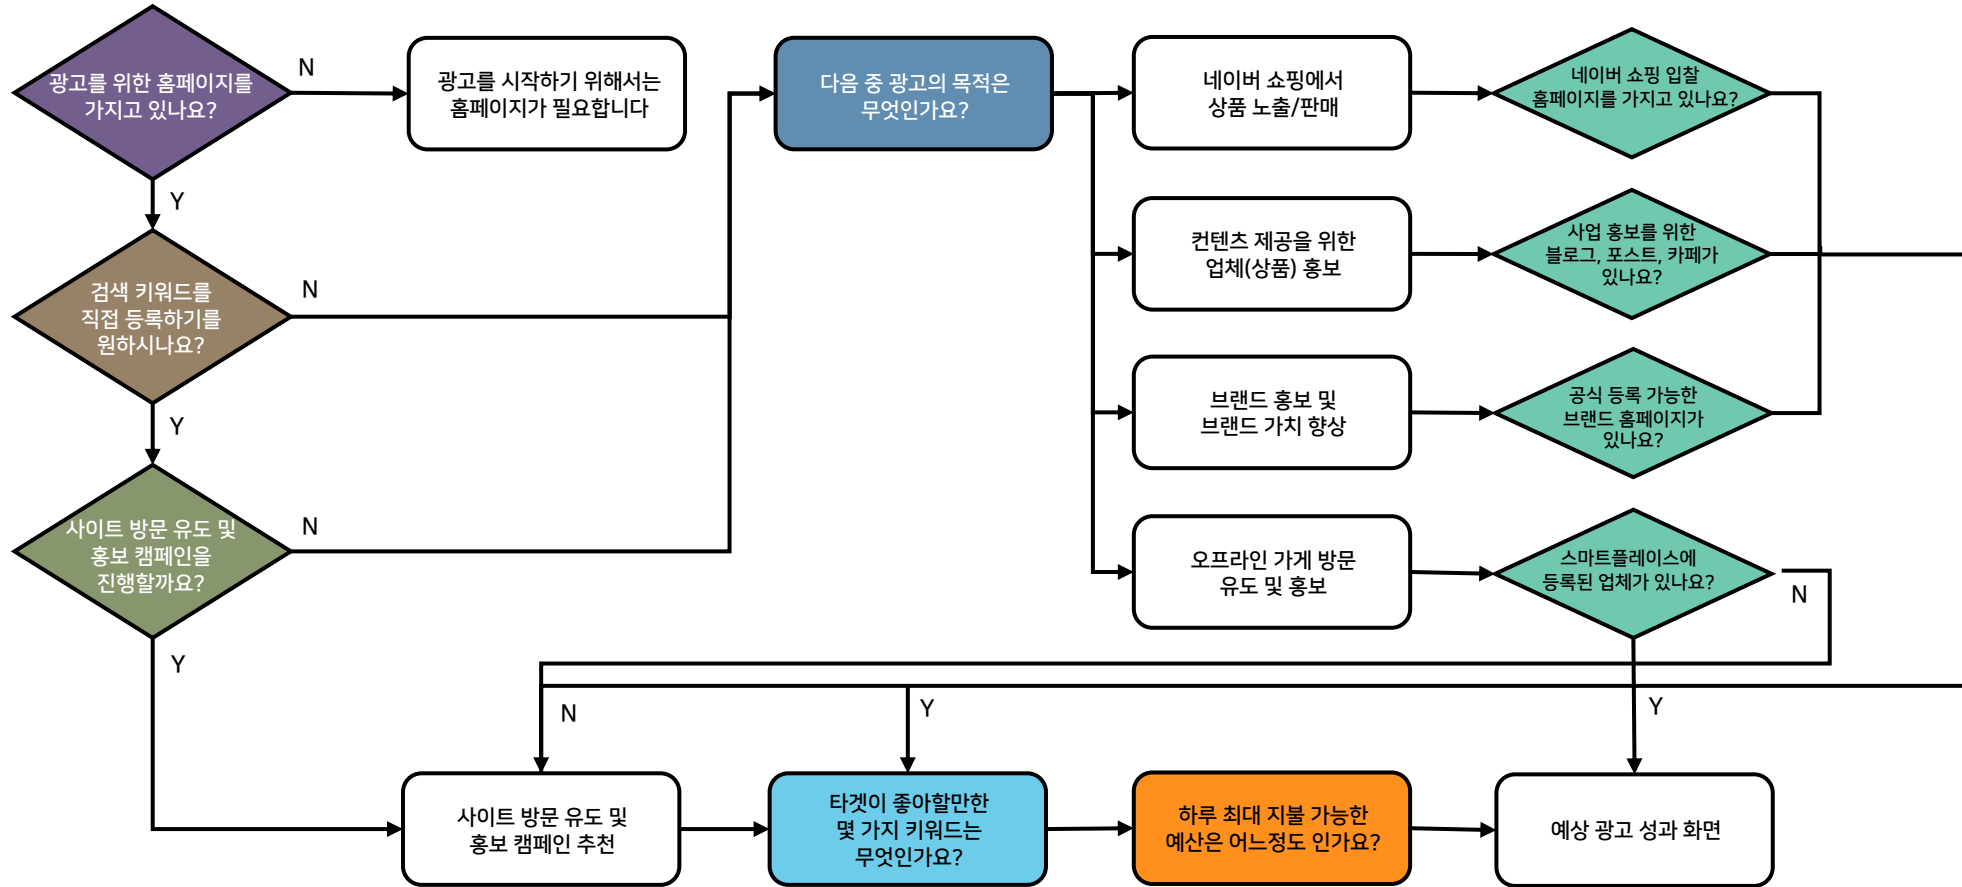 광고를 위한 홈페이지를
가지고 있나요?
N
광고를 시작하기 위해서는
홈페이지가 필요합니다
다음 중 광고의 목적은
무엇인가요?
네이버 쇼핑에서
상품 노출/판매
네이버 쇼핑 입찰
홈페이지를 가지고 있나요?
Y
검색 키워드를
직접 등록하기를
원하시나요?
N
컨텐츠 제공을 위한
업체(상품) 홍보
사업 홍보를 위한
블로그, 포스트, 카페가
있나요?
Y
브랜드 홍보 및
브랜드 가치 향상
공식 등록 가능한
브랜드 홈페이지가
있나요?
사이트 방문 유도 및
홍보 캠페인을
진행할까요?
N
오프라인 가게 방문
유도 및 홍보
스마트플레이스에
등록된 업체가 있나요?
N
Y
N
Y
Y
사이트 방문 유도 및
홍보 캠페인 추천
타겟이 좋아할만한
몇 가지 키워드는
무엇인가요?
하루 최대 지불 가능한
예산은 어느정도 인가요?
예상 광고 성과 화면